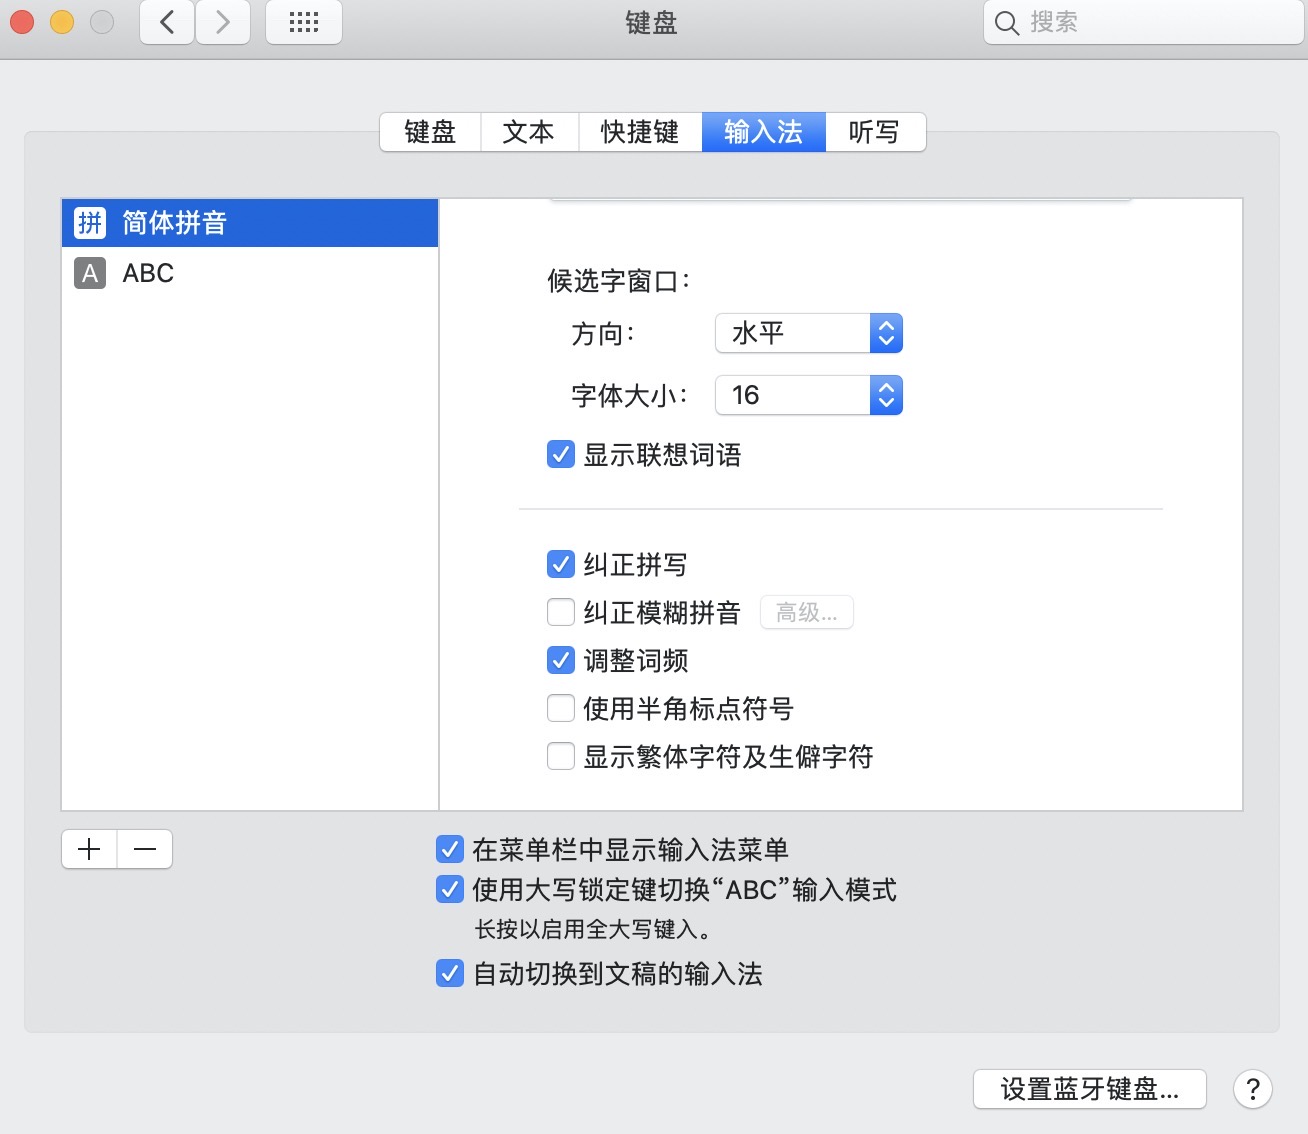 键盘
搜索
键盘 文本 快捷键 输入法 听写
拼 简体拼音
A ABC
候选字窗口：
方向： 水平
字体大小： 16
显示联想词语
纠正拼写
纠正模糊拼音 高级...
调整词频
使用半角标点符号
显示繁体字符及生僻字符
在菜单栏中显示输入法菜单
使用大写锁定键切换“ABC”输入模式
长按以启用全大写键入。
自动切换到文稿的输入法
设置蓝牙键盘... ?